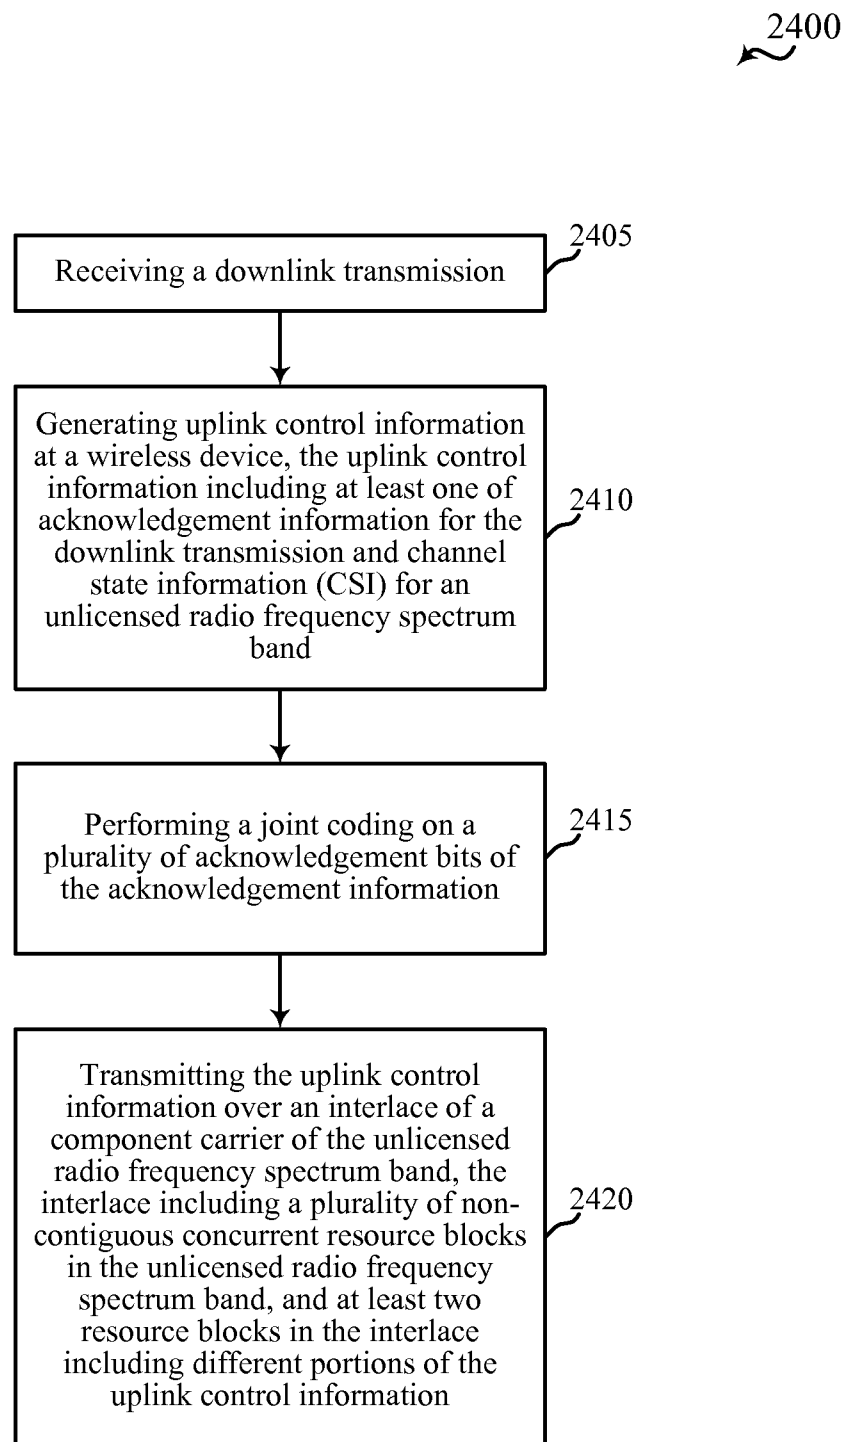 2400
2405
Receiving a downlink transmission
Generating uplink control information
at a wireless device, the uplink control
information including at least one of
acknowledgement information for the
downlink transmission and channel
state information (CSI) for an
unlicensed radio frequency spectrum
band
2410
Performing a joint coding on a
plurality of acknowledgement bits of
the acknowledgement information
2415
Transmitting the uplink control
information over an interlace of a
component carrier of the unlicensed
radio frequency spectrum band, the
interlace including a plurality of non-
contiguous concurrent resource blocks
in the unlicensed radio frequency
spectrum band, and at least two
resource blocks in the interlace
including different portions of the
uplink control information
2420